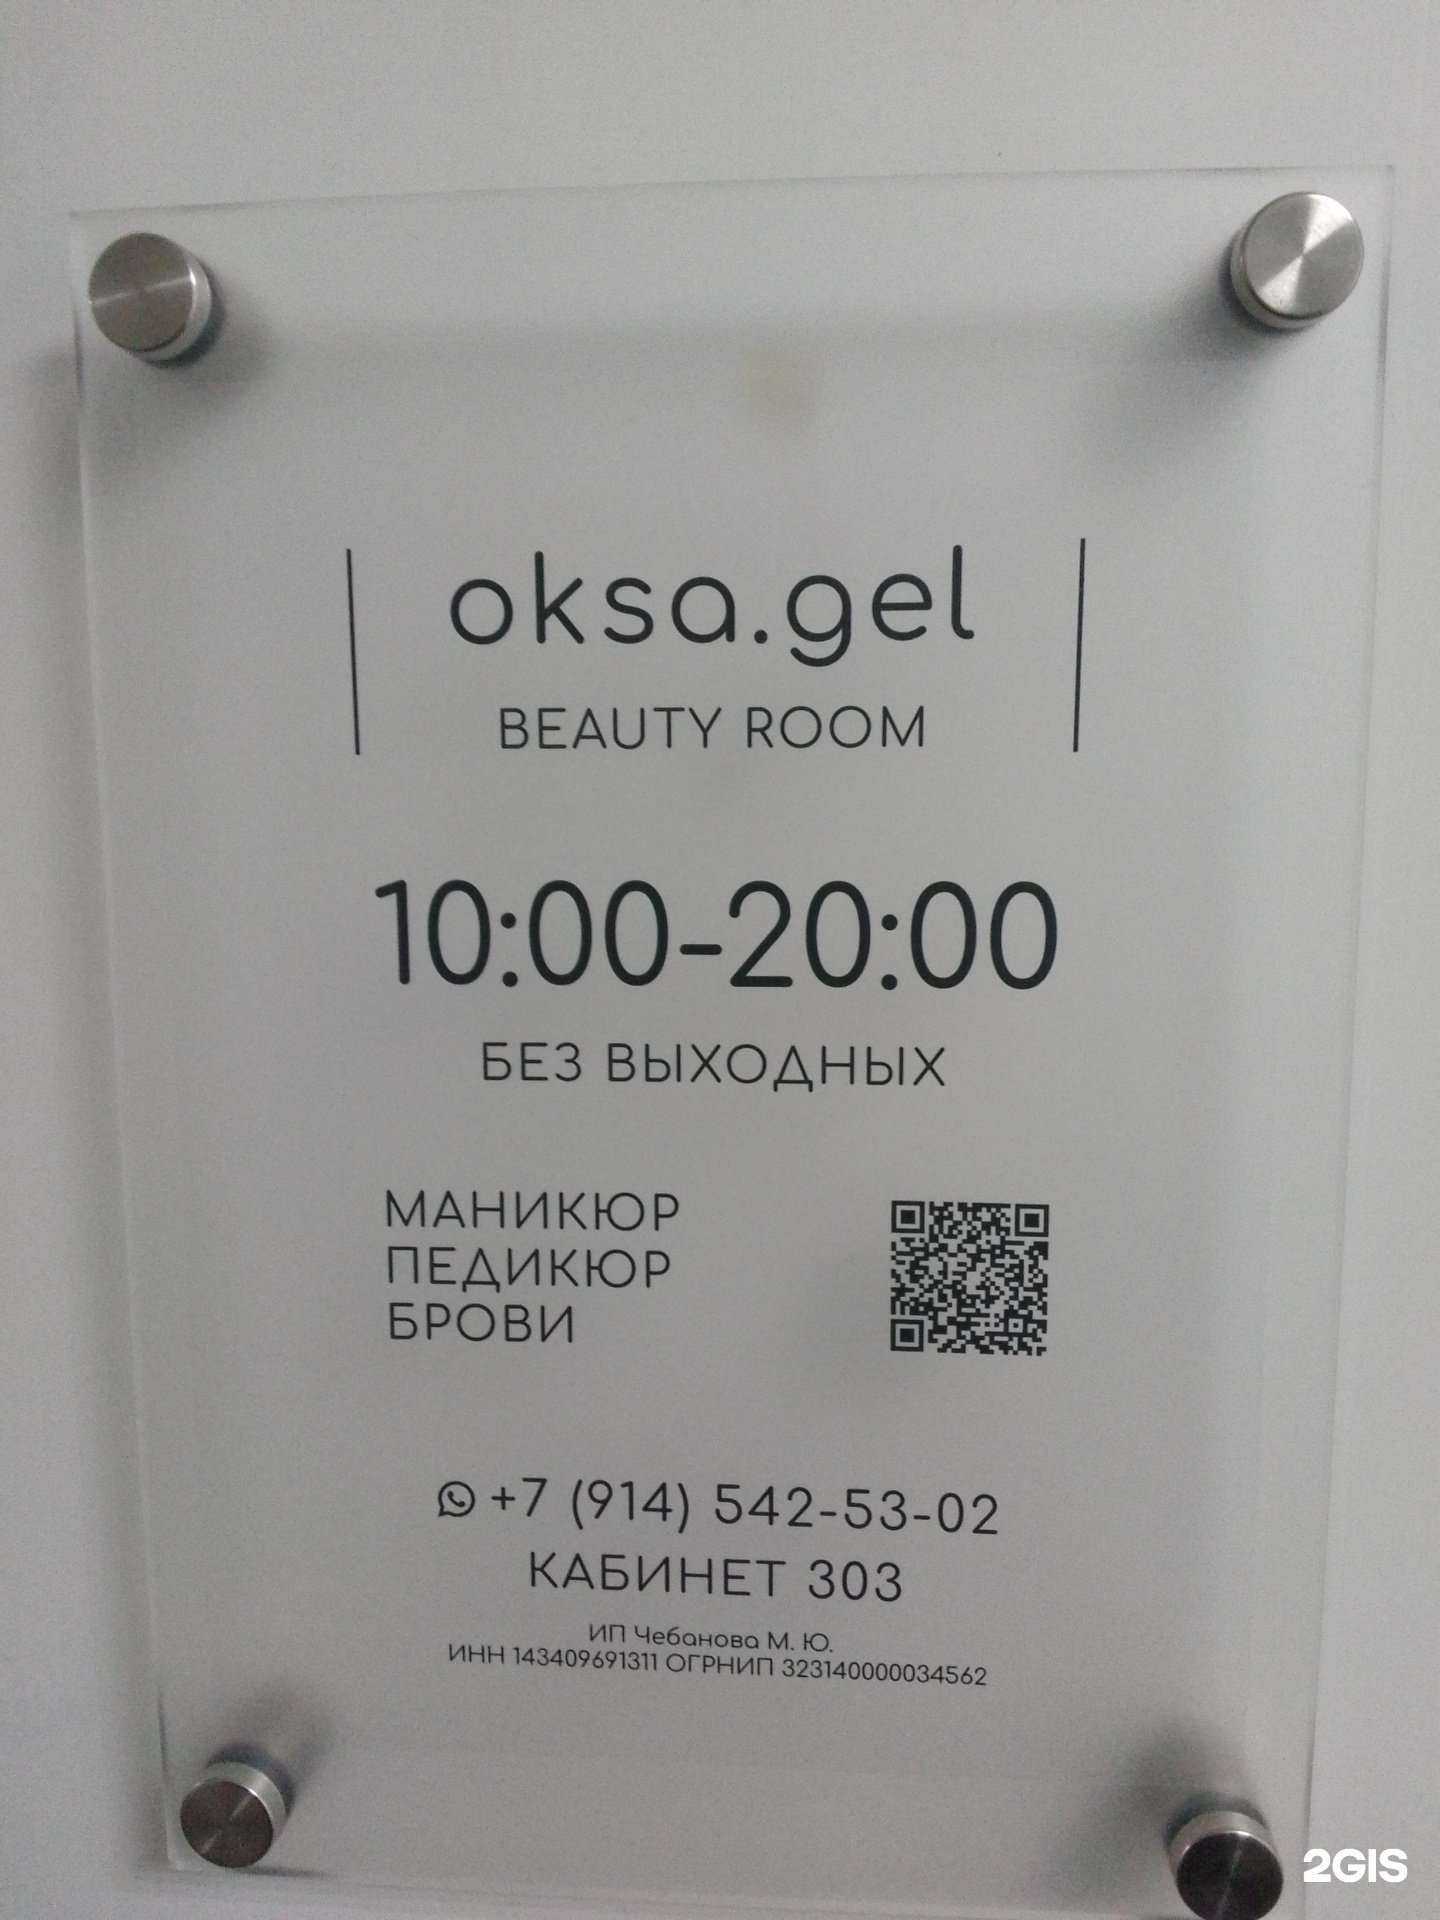 oksa.gel
BEAUTY ROOM
10:00-20:00
БЕЗ ВЫХОДНЫХ
МАНИКЮР
ПЕДИКЮР
БРОВИ
+7 (914) 542-53-02
КАБИНЕТ 303
ИП Чебанова М. Ю.
ИНН 143409691311 ОГРНИП 323140000034562
2GIS